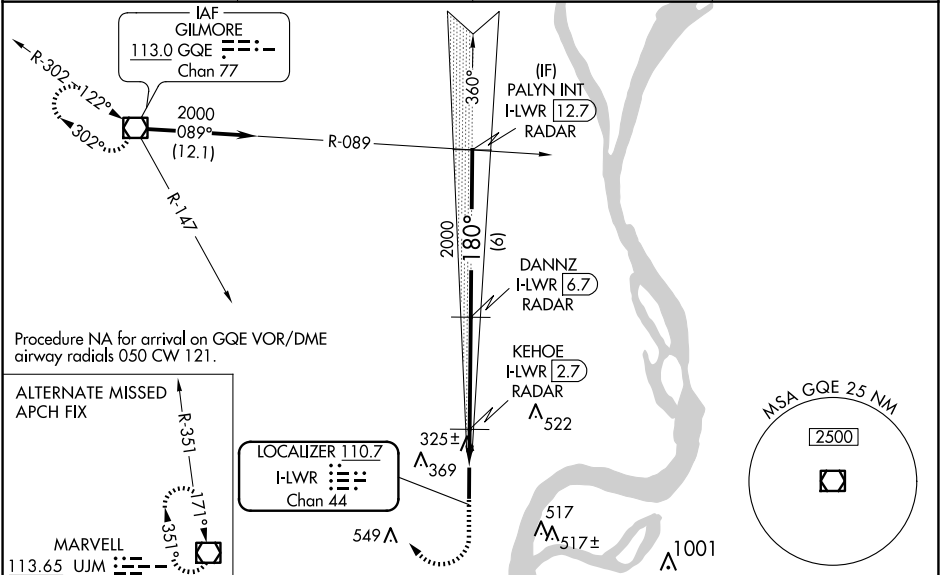 IAF
GILMORE
113.0 GQE
Chan 77
R-302
122°
302°
2000
089°
(12.1)
R-089
R-147
360°
(IF)
PALYN INT
I-LWR 12.7
RADAR
2000
180°
(6)
DANNZ
I-LWR 6.7
RADAR
KEHOE
I-LWR 2.7
RADAR
522
325±
369
Procedure NA for arrival on GQE VOR/DME
airway radials 050 CW 121.
ALTERNATE MISSED
APCH FIX
R-351
171°
351°
MARVELL
113.65 UJM
LOCALIZER 110.7
I-LWR
Chan 44
549
517
517±
1001
MSA GQE 25 NM
2500